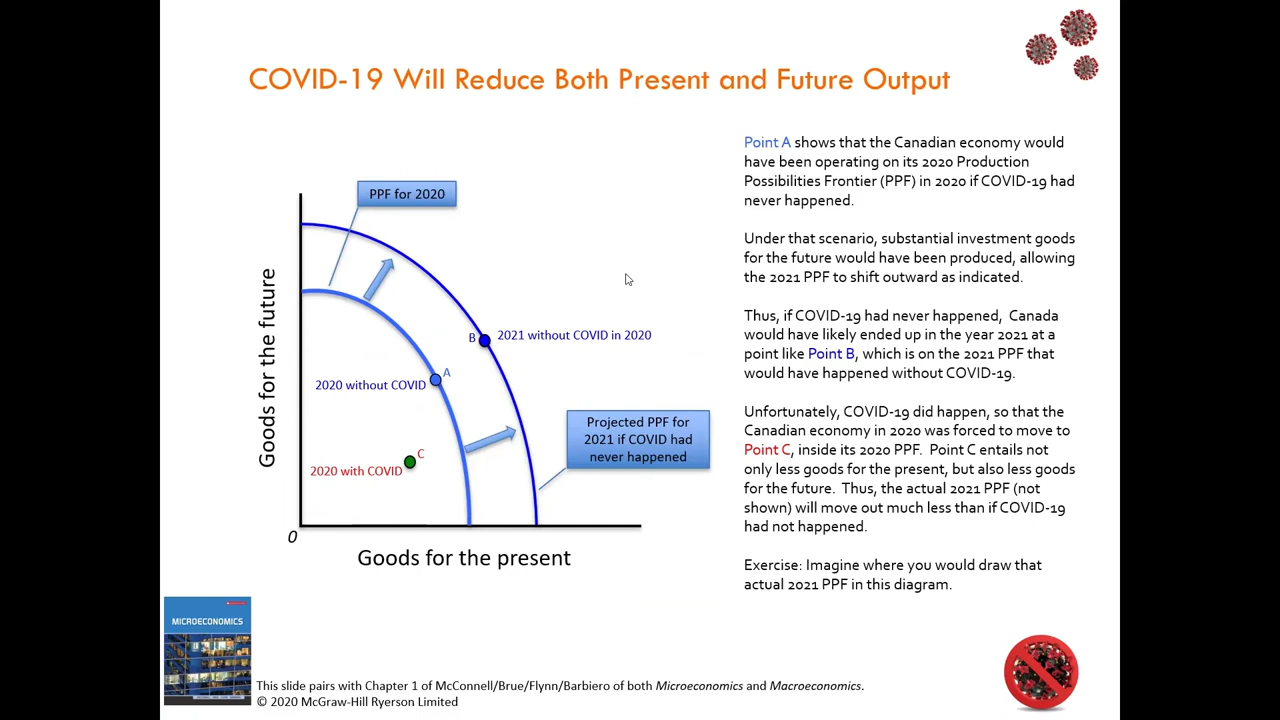 COVID-19 Will Reduce Both Present and Future Output
PPF for 2020
Goods for the future
B
2021 without COVID in 2020
A
2020 without COVID
Projected PPF for
2021 if COVID had
never happened
C
2020 with COVID
0
Goods for the present
Point A shows that the Canadian economy would
have been operating on its 2020 Production
Possibilities Frontier (PPF) in 2020 if COVID-19 had
never happened.
Under that scenario, substantial investment goods
for the future would have been produced, allowing
the 2021 PPF to shift outward as indicated.
Thus, if COVID-19 had never happened, Canada
would have likely ended up in the year 2021 at a
point like Point B, which is on the 2021 PPF that
would have happened without COVID-19.
Unfortunately, COVID-19 did happen, so that the
Canadian economy in 2020 was forced to move to
Point C, inside its 2020 PPF. Point C entails not
only less goods for the present, but also less goods
for the future. Thus, the actual 2021 PPF (not
shown) will move out much less than if COVID-19
had not happened.
Exercise: Imagine where you would draw that
actual 2021 PPF in this diagram.
MICROECONOMICS
This slide pairs with Chapter 1 of McConnell/Brue/Flynn/Barbiero of both Microeconomics and Macroeconomics.
© 2020 McGraw-Hill Ryerson Limited